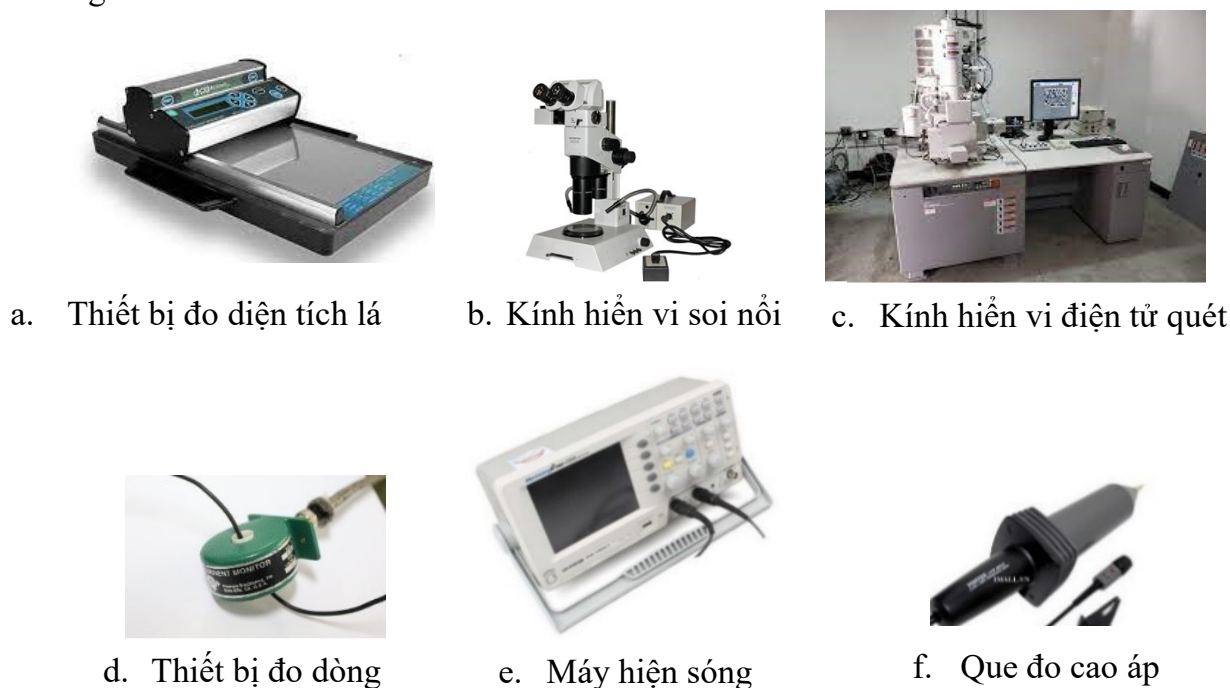 a. Thiết bị đo diện tích lá
b. Kính hiển vi soi nổi
c. Kính hiển vi điện tử quét
d. Thiết bị đo dòng
e. Máy hiện sóng
f. Que đo cao áp